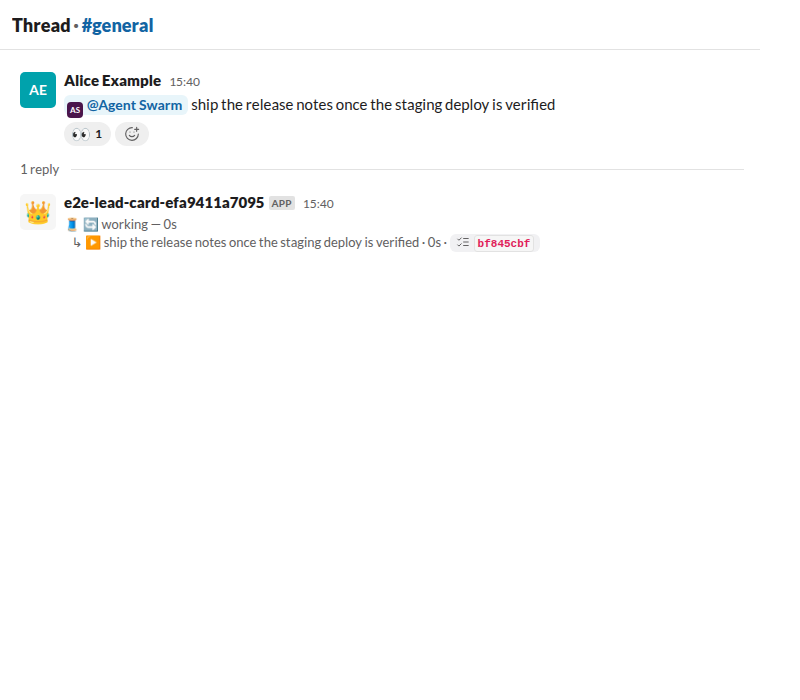 Thread • #general
AE
Alice Example 15:40
AS @Agent Swarm ship the release notes once the staging deploy is verified
👀 1
1 reply
e2e-lead-card-efa9411a7095 APP 15:40
🧵 🔄 working — 0s
↳ ▶️ ship the release notes once the staging deploy is verified · 0s · bf845cbf